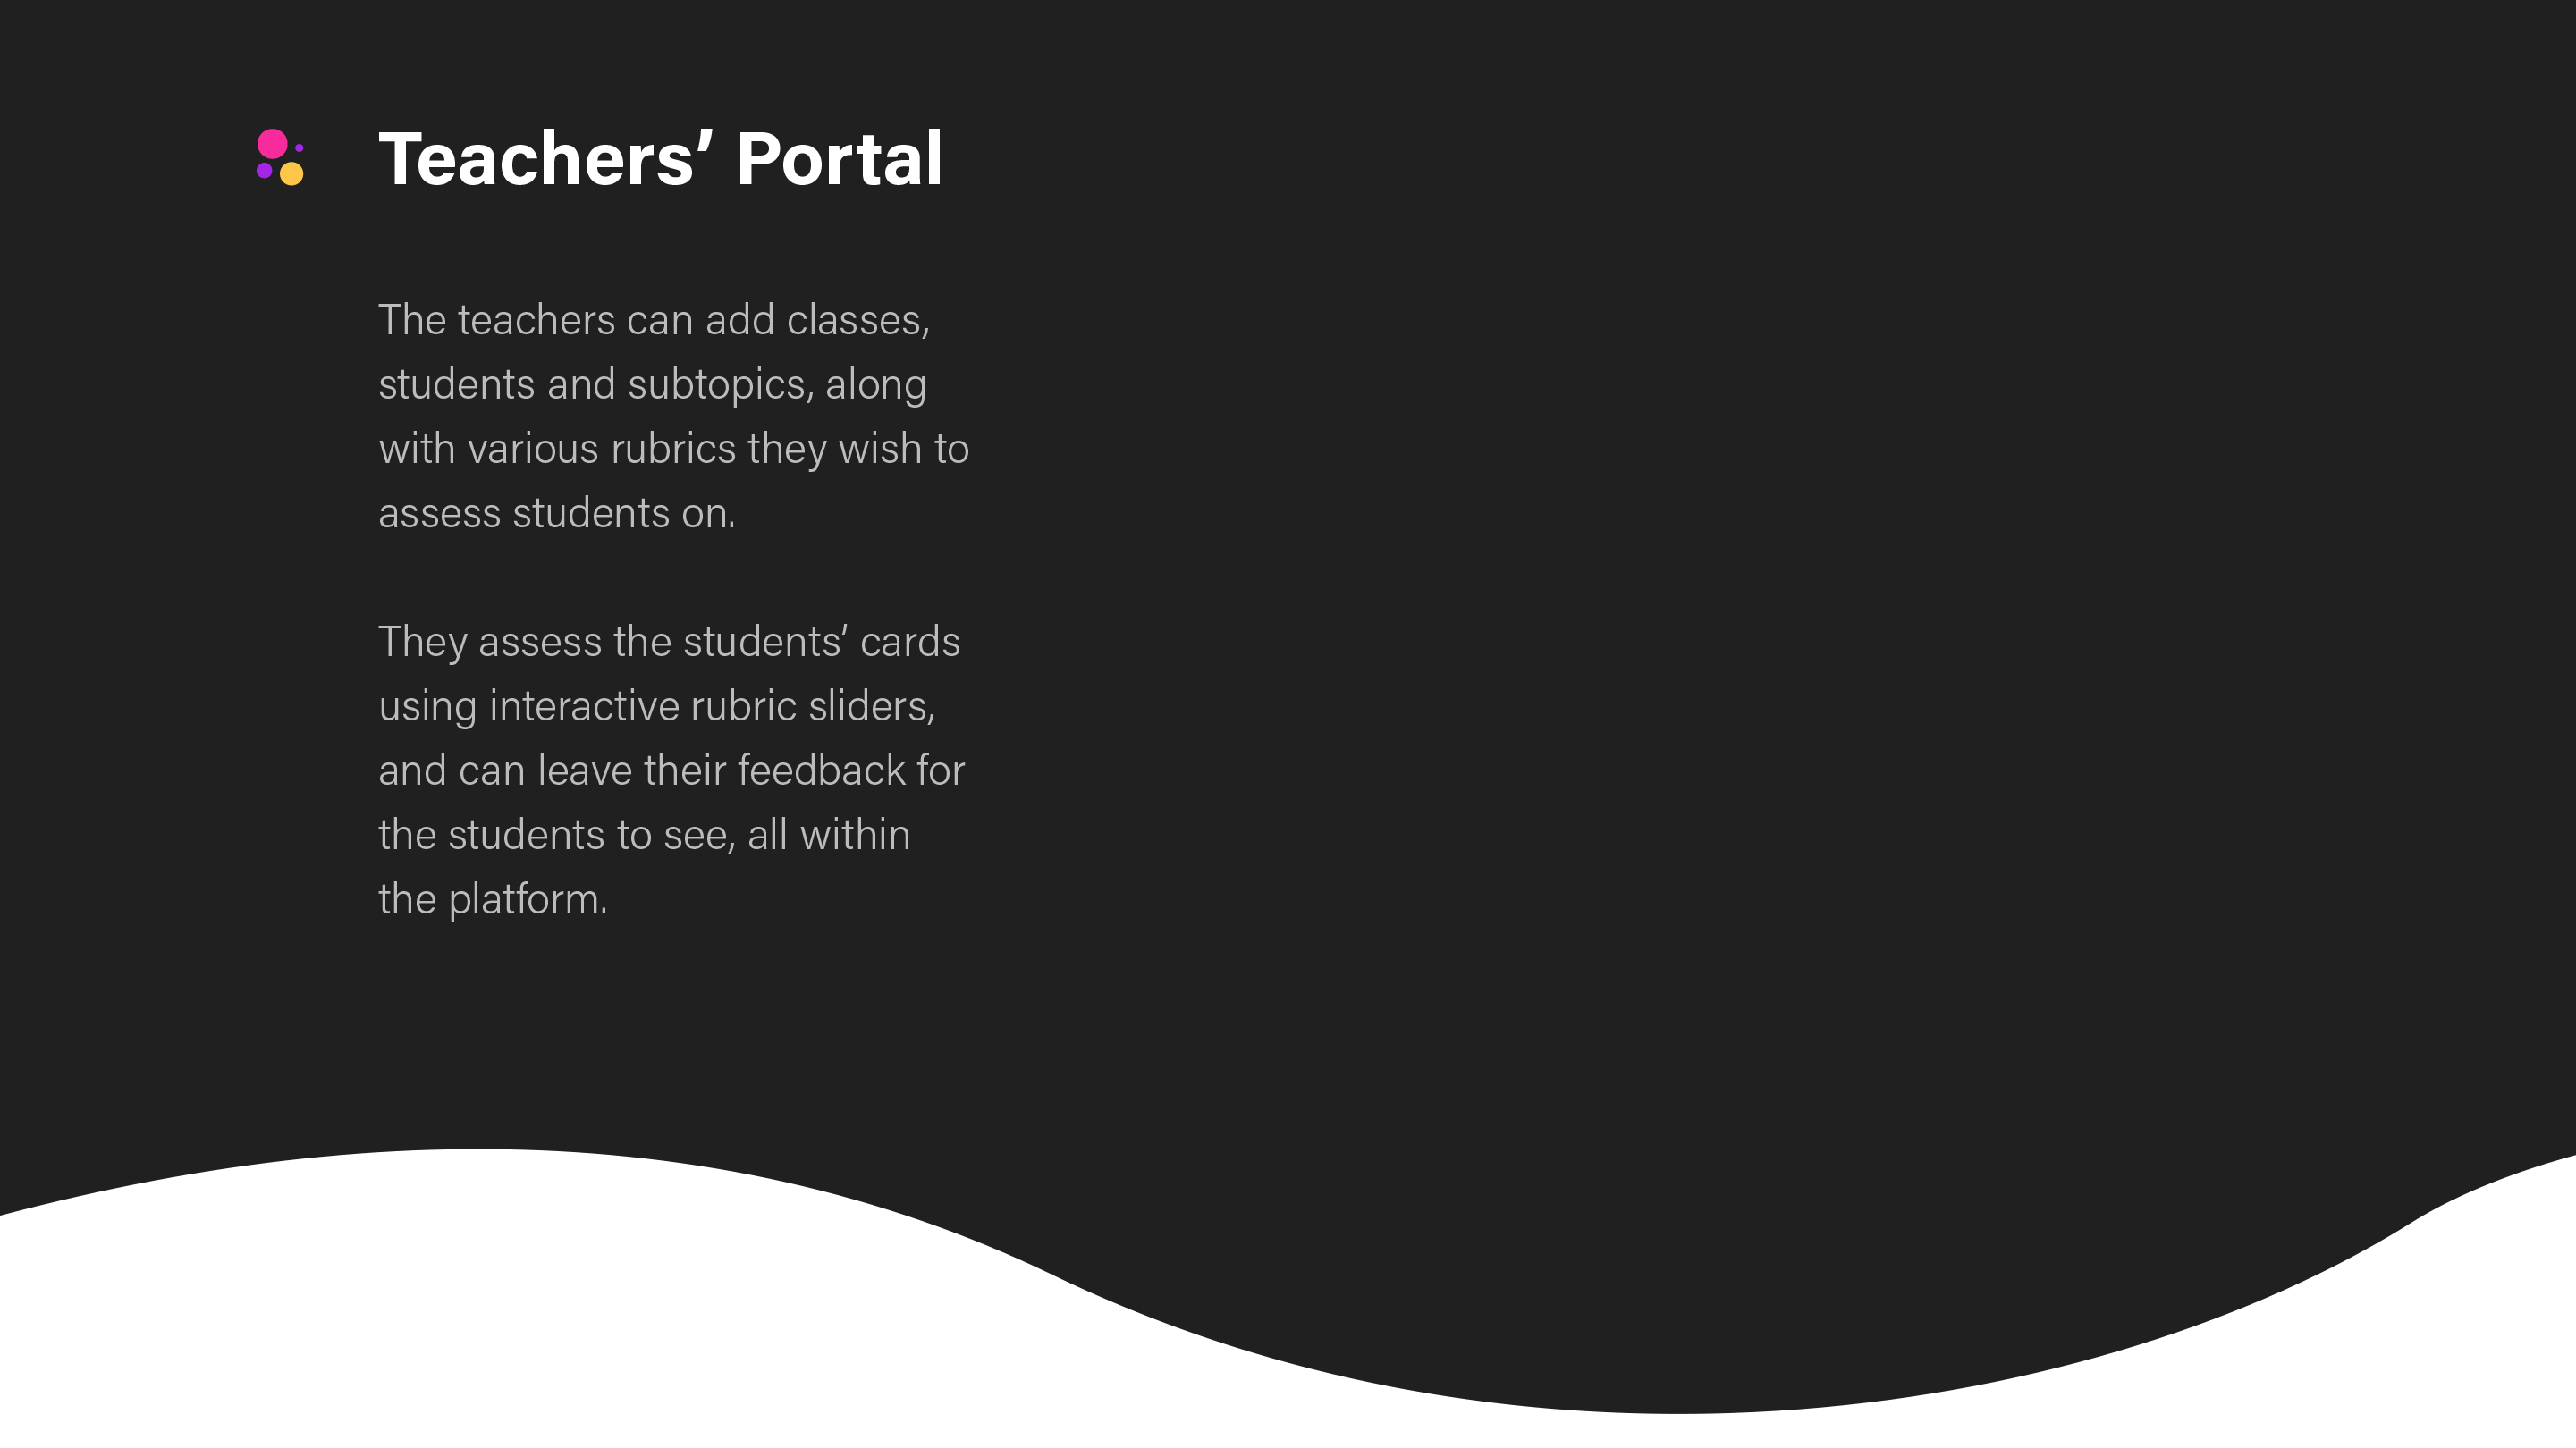 Teachers’ Portal
The teachers can add classes,
students and subtopics, along
with various rubrics they wish to
assess students on.
They assess the students’ cards
using interactive rubric sliders,
and can leave their feedback for
the students to see, all within
the platform.